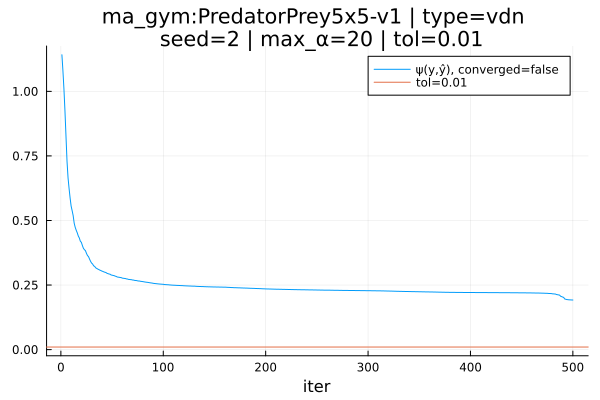 ma_gym:PredatorPrey5x5-v1 | type=vdn
seed=2 | max_α=20 | tol=0.01
ψ(y,ŷ), converged=false
tol=0.01
1.00
0.75
0.50
0.25
0.00
0 100 200 300 400 500
iter